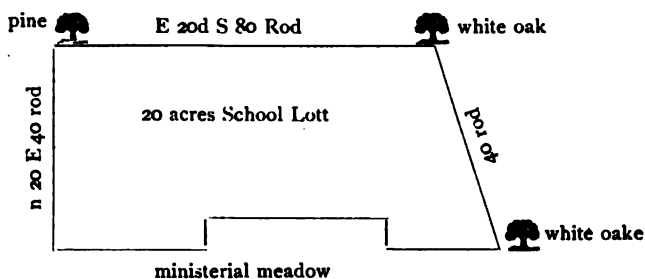 pine
E 20d S 80 Rod
white oak
n 20 E 40 rod
20 acres School Lott
40 rod
white oake
ministerial meadow